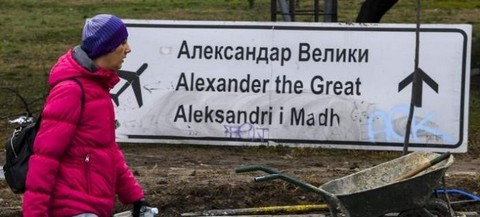 Александар Велики
Alexander the Great
Aleksandri i Madh